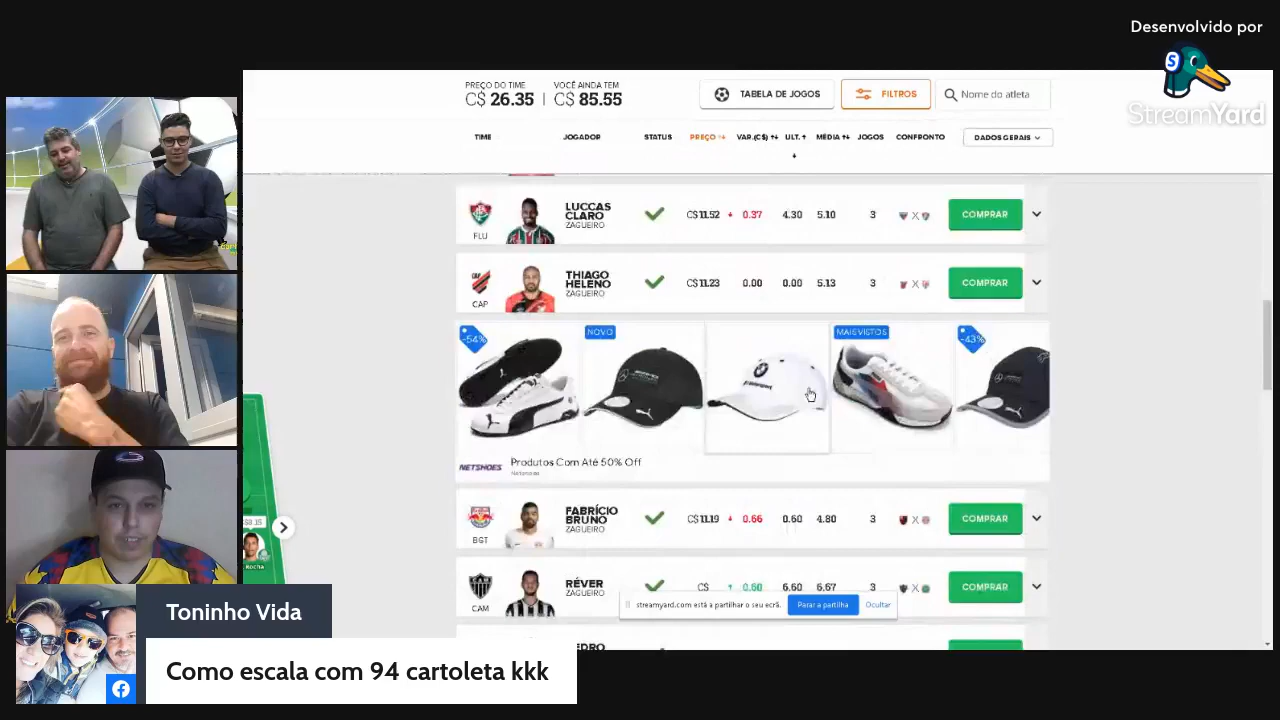 Desenvolvido por
StreamYard
PREÇO DO TIME
C$ 26.35
VOCÊ AINDA TEM
C$ 85.55
TABELA DE JOGOS
FILTROS
Nome do atleta
TIME JOGADOR STATUS PREÇO VAR.(C$) ULT. MÉDIA JOGOS CONFRONTO DADOS GERAIS
LUCCAS CLARO
ZAGUEIRO
FLU
C$ 11.52 0.37 4.30 5.10 3 X COMPRAR
THIAGO HELENO
ZAGUEIRO
CAP
C$ 11.23 0.00 0.00 5.13 3 X COMPRAR
-54%
NOVO
MAIS VISTOS
-43%
NETSHOES
Produtos Com Até 50% Off
Netshoes
FABRÍCIO BRUNO
ZAGUEIRO
BGT
C$ 11.19 0.66 0.60 4.80 3 X COMPRAR
RÉVER
ZAGUEIRO
CAM
C$ 0.60 6.60 6.67 3 X COMPRAR
streamyard.com está a partilhar o seu ecrã.
Parar a partilha
Ocultar
Rocha
Toninho Vida
Como escala com 94 cartoleta kkk